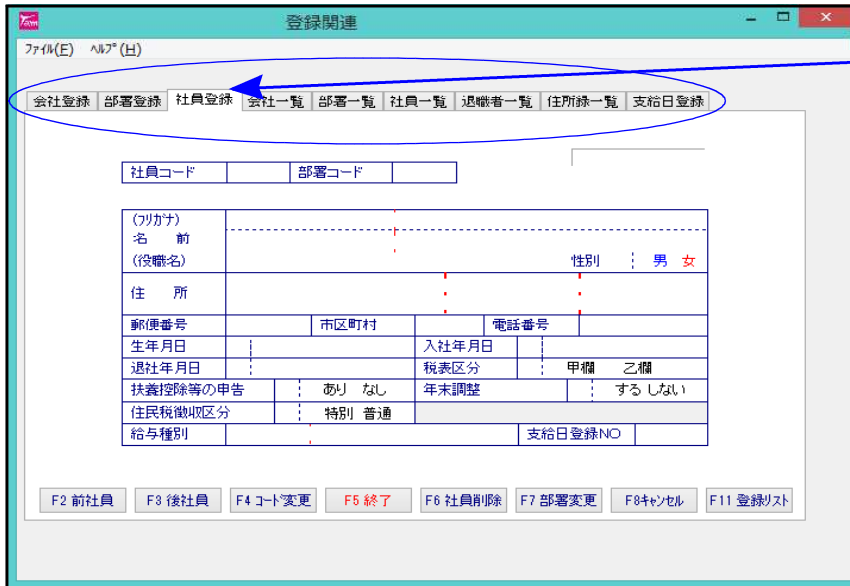 Tam
登録関連
ﾌｧｲﾙ(F) ﾍﾙﾌﾟ(H)
会社登録 部署登録 社員登録 会社一覧 部署一覧 社員一覧 退職者一覧 住所録一覧 支給日登録
社員コード 部署コード
(フリガナ)
名 前
(役職名) 性別 男 女
住 所
郵便番号 市区町村 電話番号
生年月日 入社年月日
退社年月日 税表区分 甲欄 乙欄
扶養控除等の申告 あり なし 年末調整 する しない
住民税徴収区分 特別 普通
給与種別 支給日登録NO
F2 前社員 F3 後社員 F4 コード変更 F5 終了 F6 社員削除 F7 部署変更 F8キャンセル F11 登録リスト